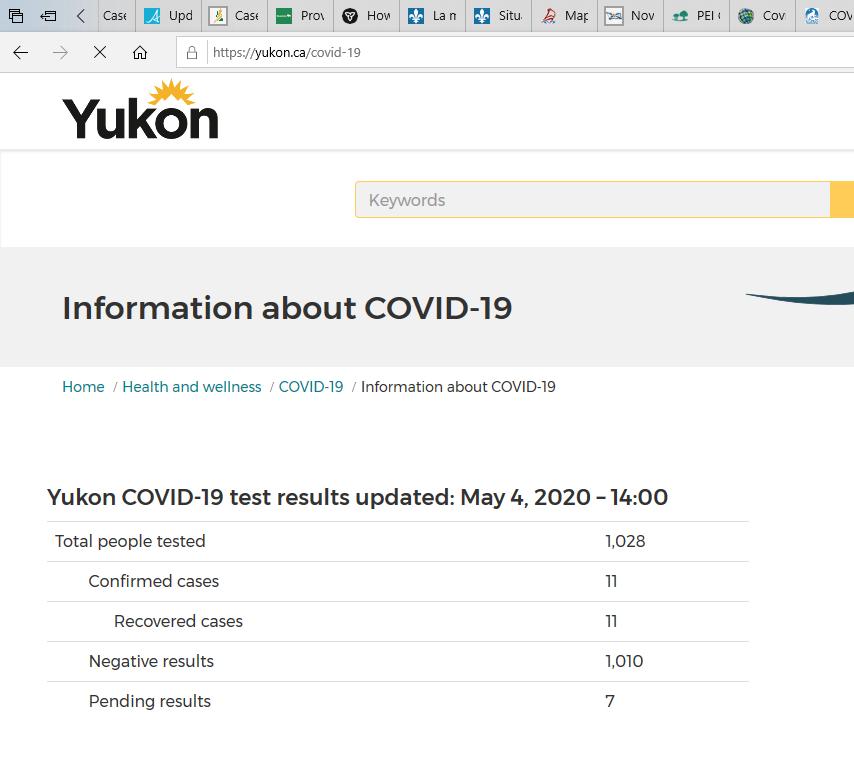 Case Upd Case Prov How La m Situ Map Nov PEI Cov COV
https://yukon.ca/covid-19
Yukon
Keywords
Information about COVID-19
Home / Health and wellness / COVID-19 / Information about COVID-19
Yukon COVID-19 test results updated: May 4, 2020 – 14:00
Total people tested 1,028
Confirmed cases 11
Recovered cases 11
Negative results 1,010
Pending results 7